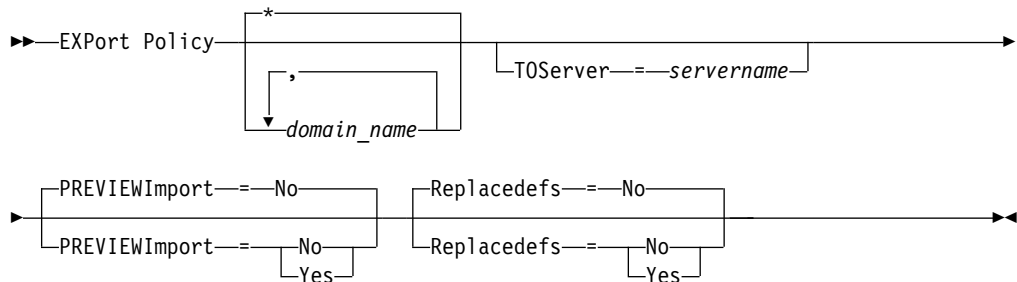 *
EXPort Policy
,
TOServer = servername
domain_name
PREVIEWImport = No Replacedefs = No
PREVIEWImport = No Replacedefs = No
Yes Yes